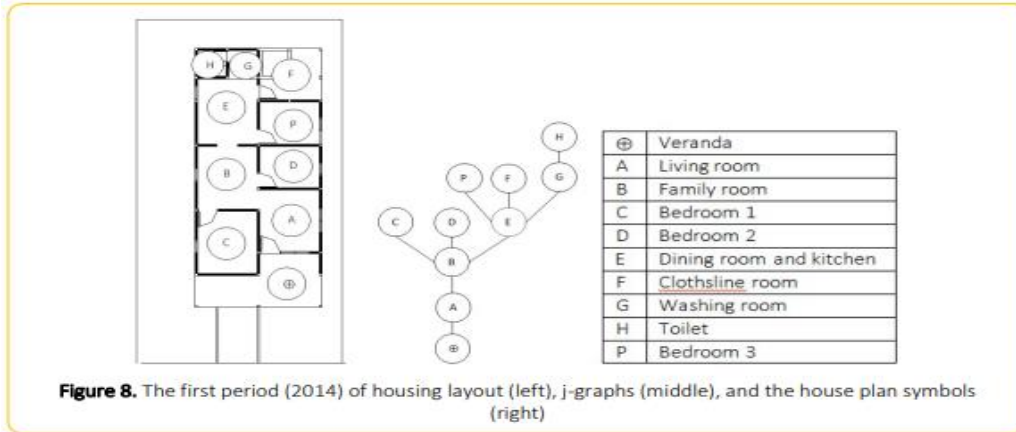 H
G
F
E
P
B
D
A
C
⊕
H
P
F
G
C
D
E
B
A
⊕
⊕ Veranda
A Living room
B Family room
C Bedroom 1
D Bedroom 2
E Dining room and kitchen
F Clothsline room
G Washing room
H Toilet
P Bedroom 3
Figure 8. The first period (2014) of housing layout (left), j-graphs (middle), and the house plan symbols
(right)